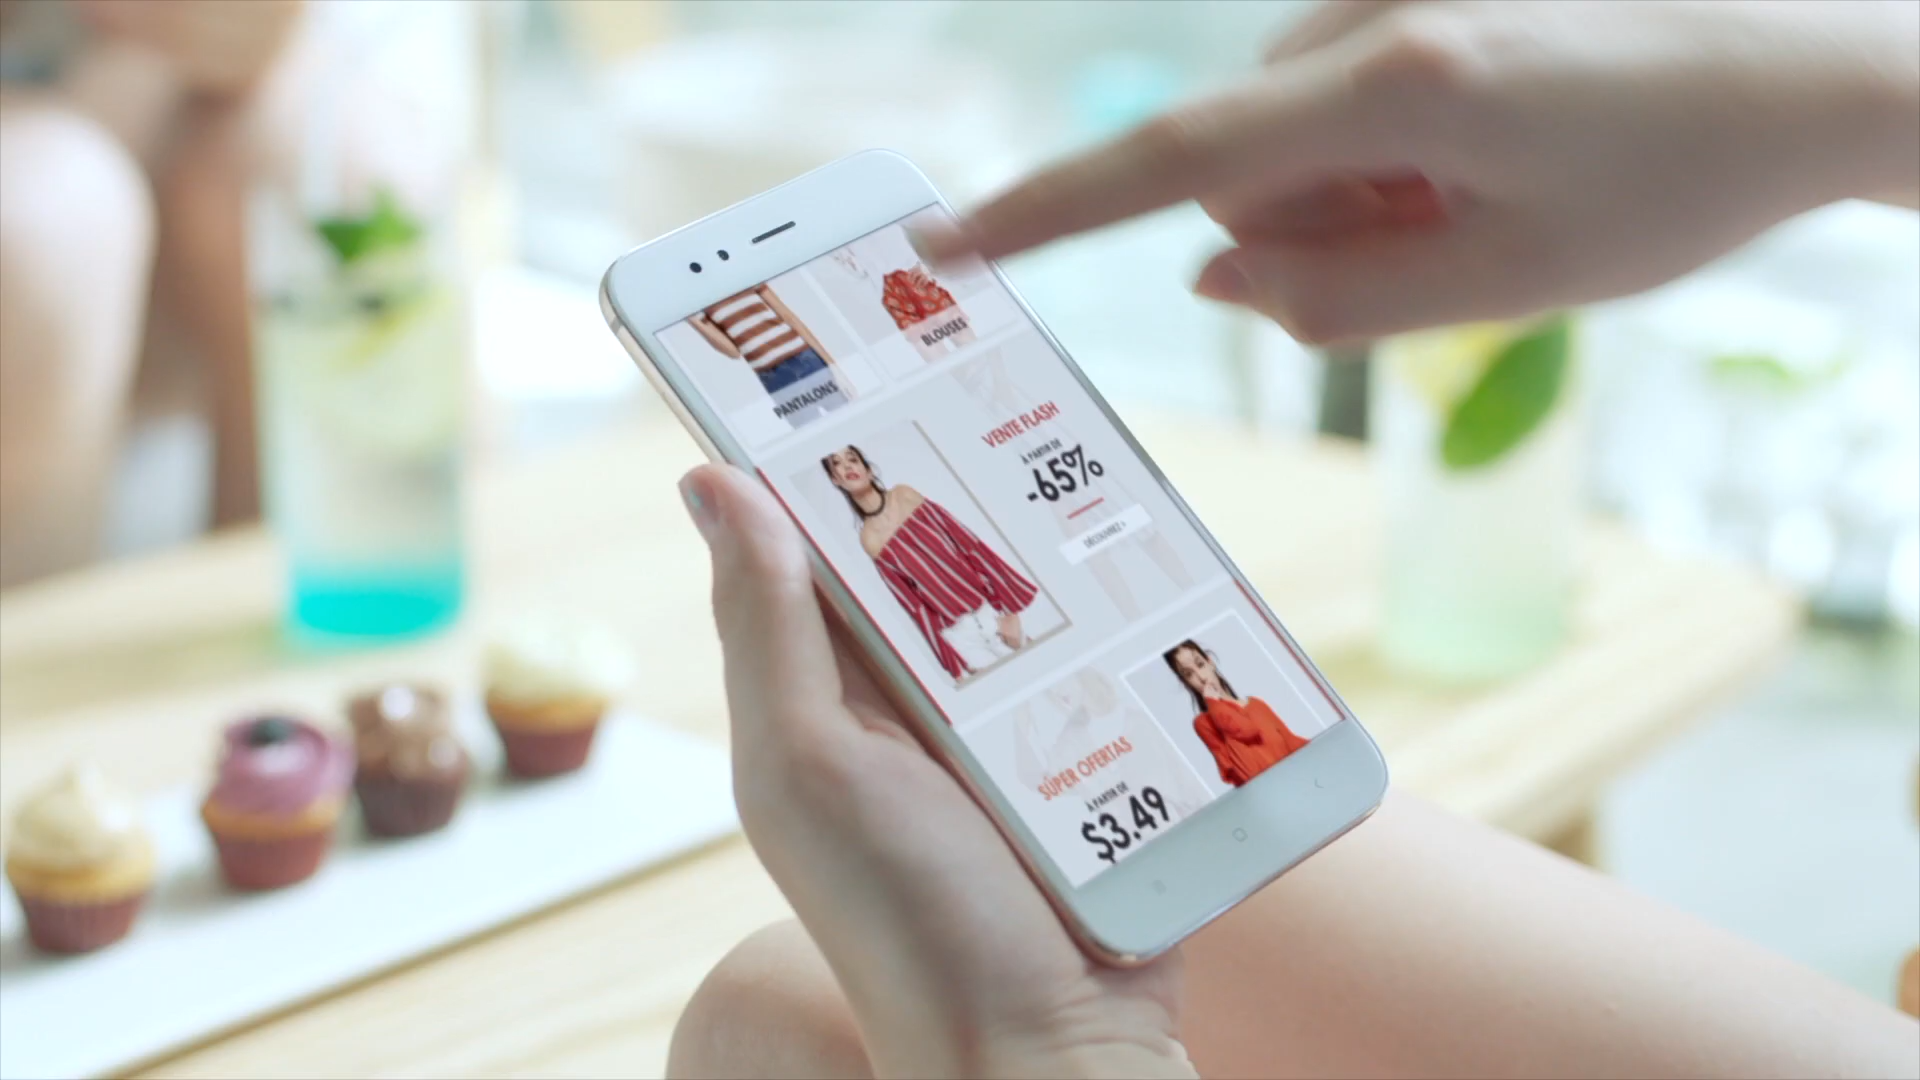 PANTALONS
BLOUSES
VENTE FLASH
À PARTIR DE
-65%
DÉCOUVREZ >
SÚPER OFERTAS
À PARTIR DE
$3.49